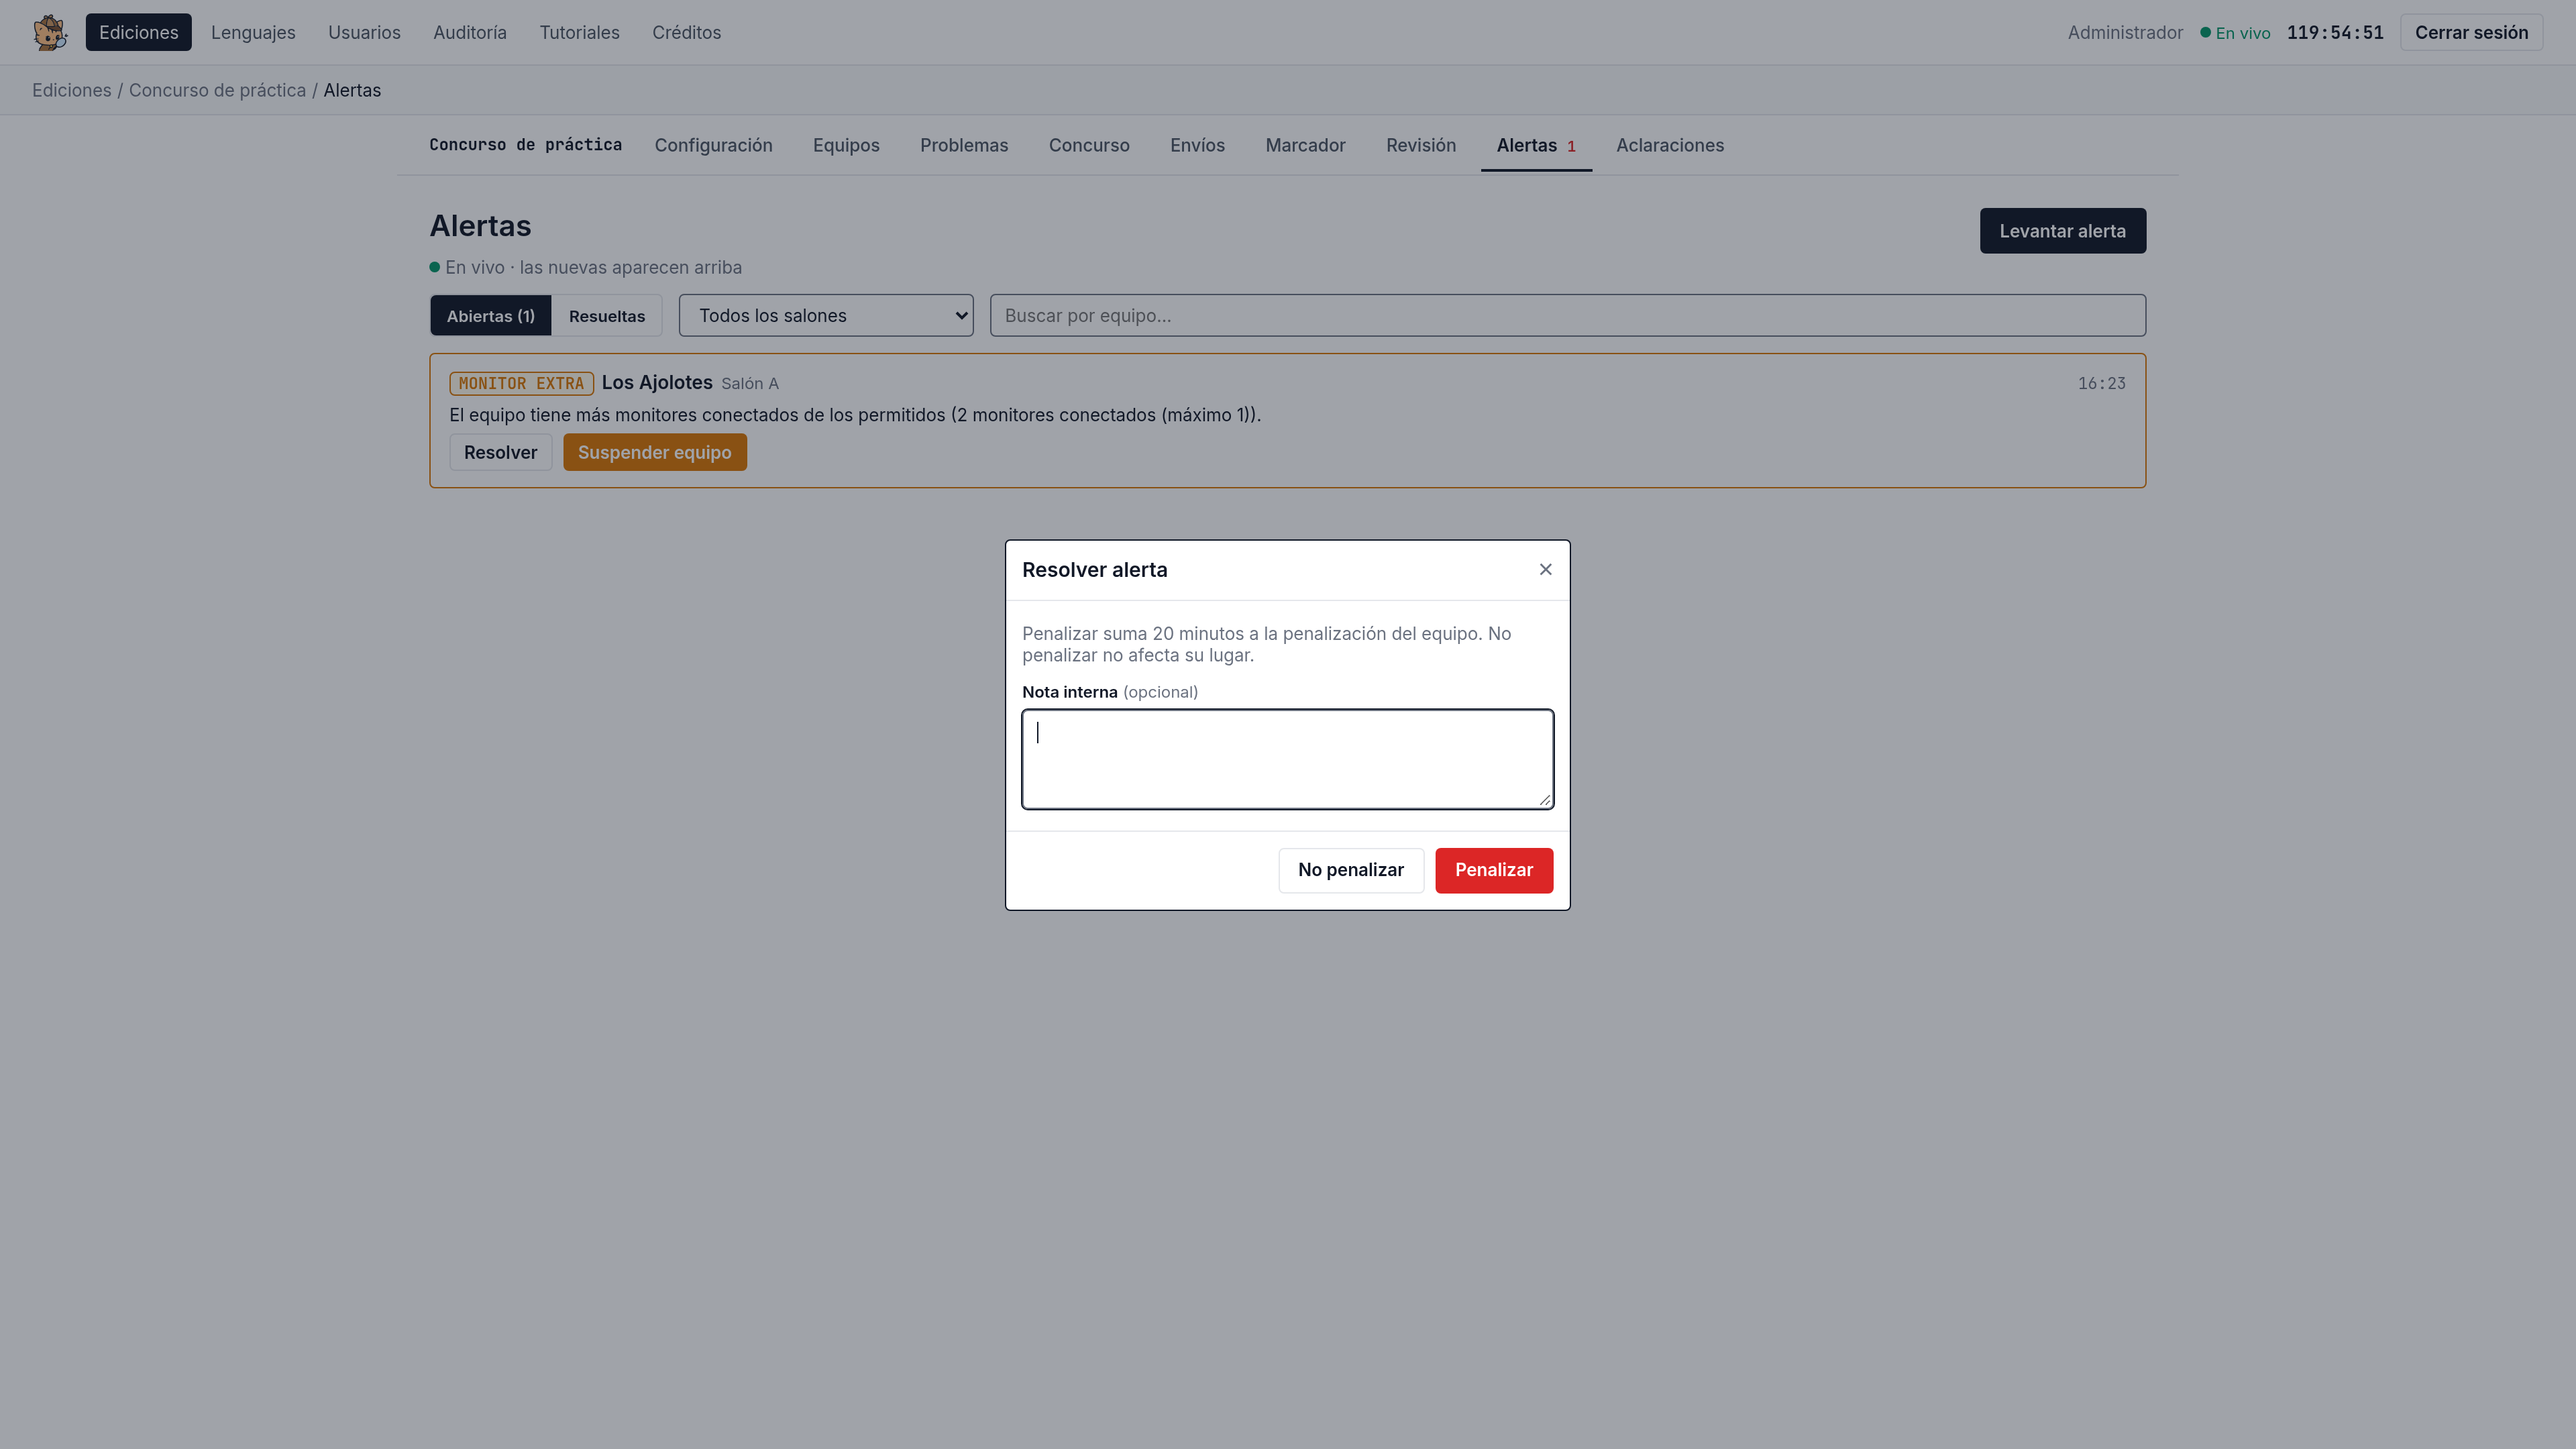 Ediciones Lenguajes Usuarios Auditoría Tutoriales Créditos Administrador En vivo 119:54:51 Cerrar sesión
Ediciones / Concurso de práctica / Alertas
Concurso de práctica Configuración Equipos Problemas Concurso Envíos Marcador Revisión Alertas 1 Aclaraciones
Alertas
Levantar alerta
En vivo · las nuevas aparecen arriba
Abiertas (1) Resueltas Todos los salones Buscar por equipo...
MONITOR EXTRA Los Ajolotes Salón A 16:23
El equipo tiene más monitores conectados de los permitidos (2 monitores conectados (máximo 1)).
Resolver Suspender equipo
Resolver alerta
Penalizar suma 20 minutos a la penalización del equipo. No
penalizar no afecta su lugar.
Nota interna (opcional)
No penalizar Penalizar